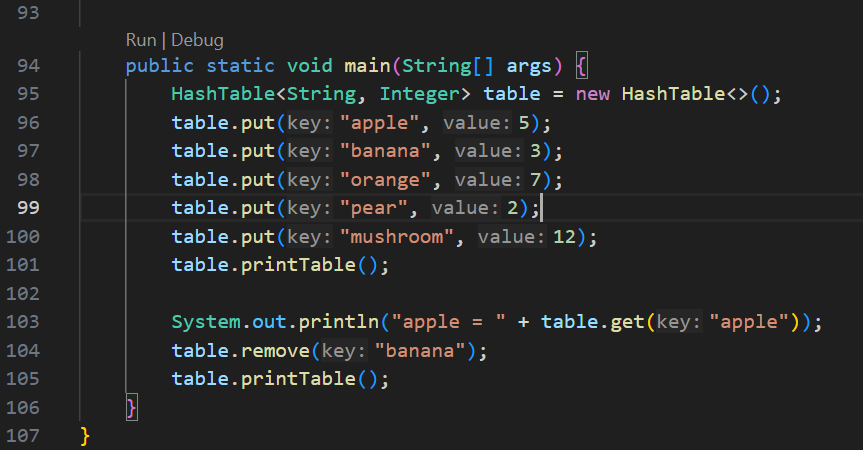 93
Run | Debug
94 public static void main(String[] args) {
95 HashTable<String, Integer> table = new HashTable<>();
96 table.put(key: "apple", value: 5);
97 table.put(key: "banana", value: 3);
98 table.put(key: "orange", value: 7);
99 table.put(key: "pear", value: 2);
100 table.put(key: "mushroom", value: 12);
101 table.printTable();
102
103 System.out.println("apple = " + table.get(key: "apple"));
104 table.remove(key: "banana");
105 table.printTable();
106 }
107 }